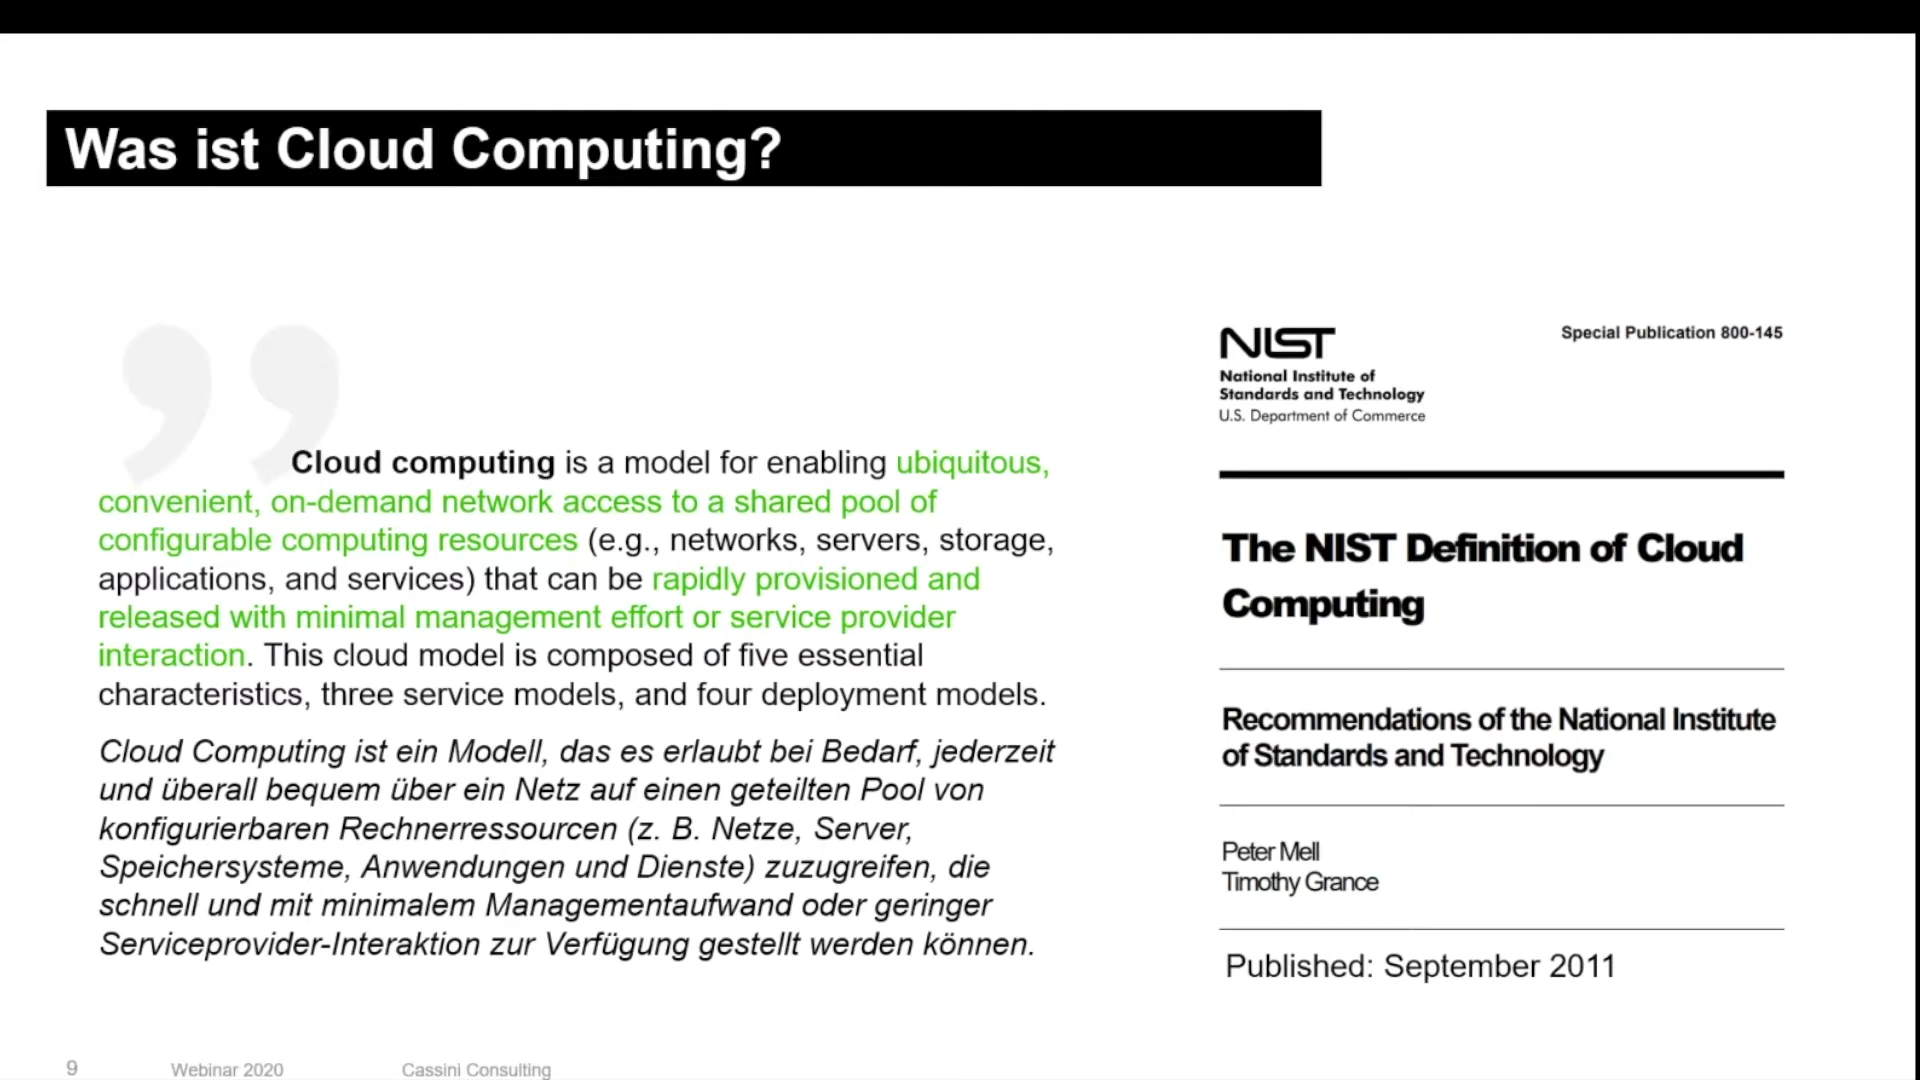 Was ist Cloud Computing?
Cloud computing is a model for enabling ubiquitous,
convenient, on-demand network access to a shared pool of
configurable computing resources (e.g., networks, servers, storage,
applications, and services) that can be rapidly provisioned and
released with minimal management effort or service provider
interaction. This cloud model is composed of five essential
characteristics, three service models, and four deployment models.
Cloud Computing ist ein Modell, das es erlaubt bei Bedarf, jederzeit
und überall bequem über ein Netz auf einen geteilten Pool von
konfigurierbaren Rechnerressourcen (z. B. Netze, Server,
Speichersysteme, Anwendungen und Dienste) zuzugreifen, die
schnell und mit minimalem Managementaufwand oder geringer
Serviceprovider-Interaktion zur Verfügung gestellt werden können.
NIST
National Institute of
Standards and Technology
U.S. Department of Commerce
Special Publication 800-145
The NIST Definition of Cloud
Computing
Recommendations of the National Institute
of Standards and Technology
Peter Mell
Timothy Grance
Published: September 2011
9 Webinar 2020 Cassini Consulting